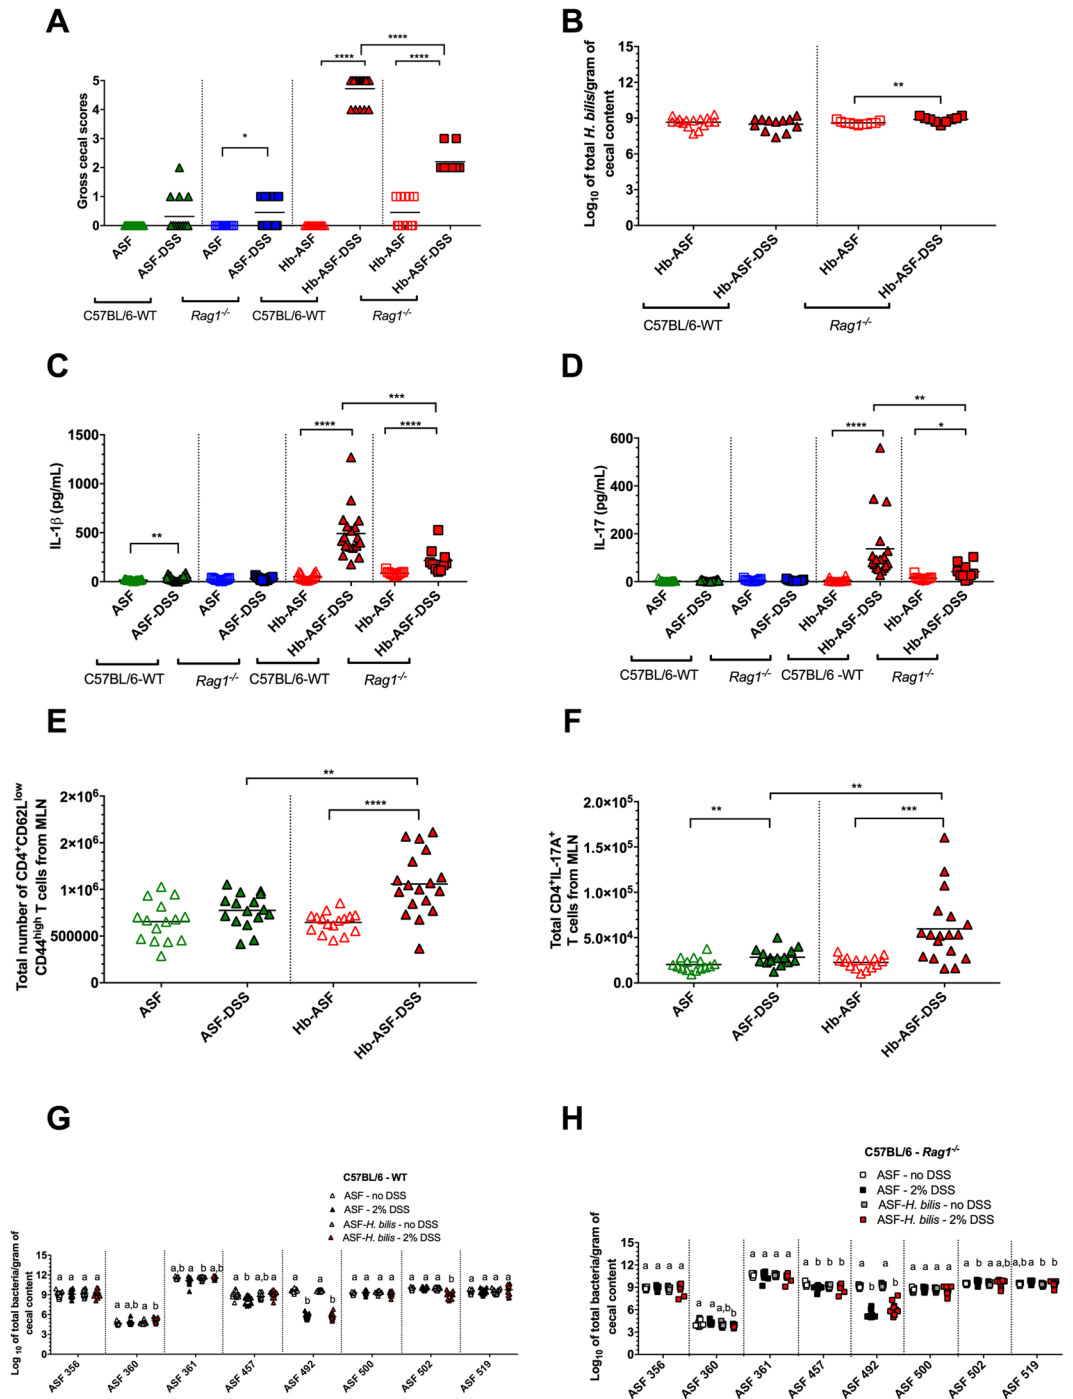 A
****
****
****
*
Gross cecal scores
5
4
3
2
1
0
ASF
ASF-DSS
ASF
ASF-DSS
Hb-ASF
Hb-ASF-DSS
Hb-ASF
Hb-ASF-DSS
C57BL/6-WT
Rag1-/-
C57BL/6-WT
Rag1-/-
B
**
Log10 of total H. bilis/gram of
cecal content
15
12
9
6
3
0
Hb-ASF
Hb-ASF-DSS
Hb-ASF
Hb-ASF-DSS
C57BL/6-WT
Rag1-/-
C
***
****
****
**
IL-1β (pg/mL)
1500
1000
500
0
ASF
ASF-DSS
ASF
ASF-DSS
Hb-ASF
Hb-ASF-DSS
Hb-ASF
Hb-ASF-DSS
C57BL/6-WT
Rag1-/-
C57BL/6-WT
Rag1-/-
D
**
****
*
IL-17 (pg/mL)
600
400
200
0
ASF
ASF-DSS
ASF
ASF-DSS
Hb-ASF
Hb-ASF-DSS
Hb-ASF
Hb-ASF-DSS
C57BL/6-WT
Rag1-/-
C57BL/6 -WT
Rag1-/-
E
**
****
Total number of CD4+CD62Llow
CD44high T cells from MLN
2×10^6
2×10^6
1×10^6
500000
0
ASF
ASF-DSS
Hb-ASF
Hb-ASF-DSS
F
**
**
***
Total CD4+IL-17A+
T cells from MLN
2.0×10^5
1.5×10^5
1.0×10^5
5.0×10^4
0.0
ASF
ASF-DSS
Hb-ASF
Hb-ASF-DSS
G
C57BL/6 - WT
ASF - no DSS
ASF - 2% DSS
ASF-H. bilis - no DSS
ASF-H. bilis - 2% DSS
Log 10 of total bacteria/gram of
cecal content
15
12
9
6
3
0
a a a a
a a,b a b
a,b a a,b a,b
a b a,b a
a b a b
a a a a
a a a b
a a a a
ASF 356
ASF 360
ASF 361
ASF 457
ASF 492
ASF 500
ASF 502
ASF 519
H
C57BL/6 - Rag1-/-
ASF - no DSS
ASF - 2% DSS
ASF-H. bilis - no DSS
ASF-H. bilis - 2% DSS
Log10 of total bacteria/gram of
cecal content
15
12
9
6
3
0
a a a a
a a a,b b
a a a a
a b b b
a b a b
a a a a
a a a a,b
a,b a b b
ASF 356
ASF 360
ASF 361
ASF 457
ASF 492
ASF 500
ASF 502
ASF 519